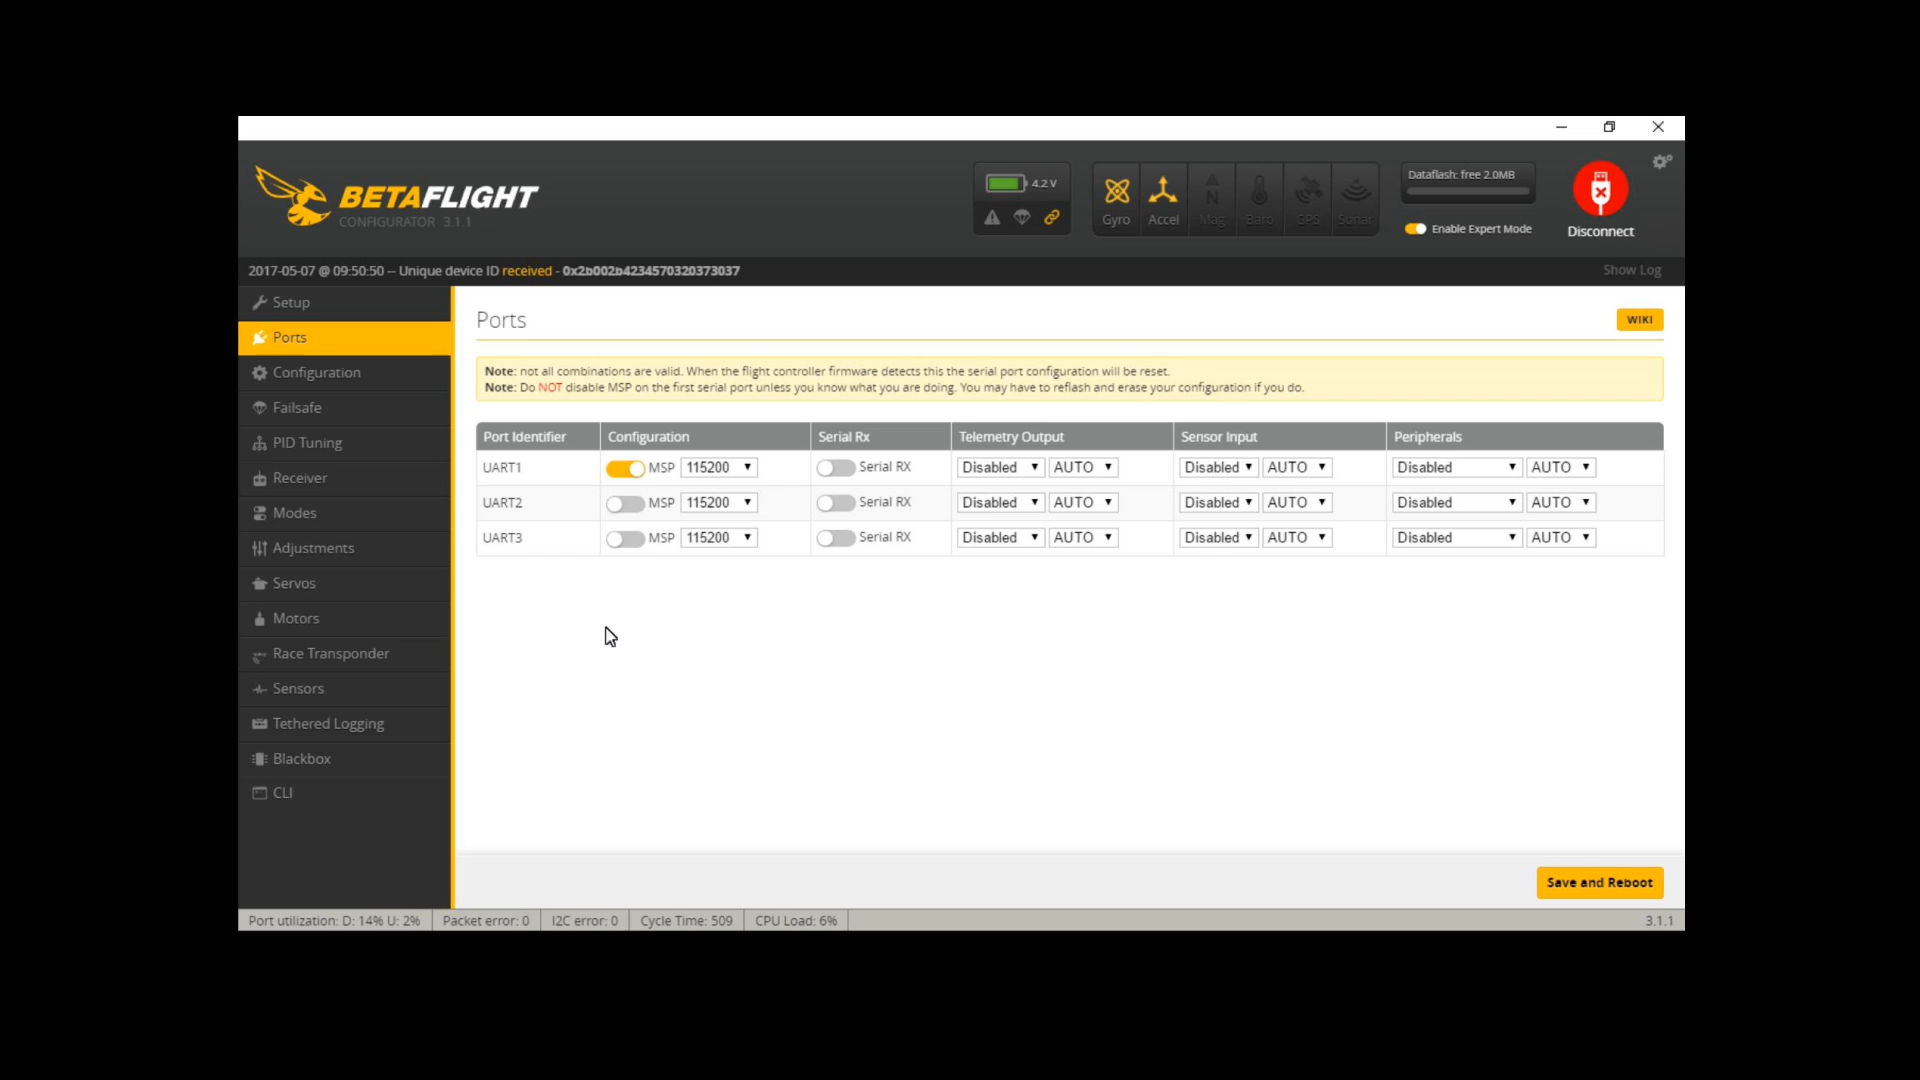 BETAFLIGHT
CONFIGURATOR 3.1.1
4.2 V
Gyro Accel Mag Baro GPS Sonar
Dataflash: free 2.0MB
Enable Expert Mode
Disconnect
2017-05-07 @ 09:50:50 -- Unique device ID received - 0x2b002b4234570320373037
Show Log
Setup
Ports
Configuration
Failsafe
PID Tuning
Receiver
Modes
Adjustments
Servos
Motors
Race Transponder
Sensors
Tethered Logging
Blackbox
CLI
Ports
WIKI
Note: not all combinations are valid. When the flight controller firmware detects this the serial port configuration will be reset.
Note: Do NOT disable MSP on the first serial port unless you know what you are doing. You may have to reflash and erase your configuration if you do.
Port Identifier Configuration Serial Rx Telemetry Output Sensor Input Peripherals
UART1 MSP 115200 Serial RX Disabled AUTO Disabled AUTO Disabled AUTO
UART2 MSP 115200 Serial RX Disabled AUTO Disabled AUTO Disabled AUTO
UART3 MSP 115200 Serial RX Disabled AUTO Disabled AUTO Disabled AUTO
Save and Reboot
Port utilization: D: 14% U: 2% Packet error: 0 I2C error: 0 Cycle Time: 509 CPU Load: 6% 3.1.1